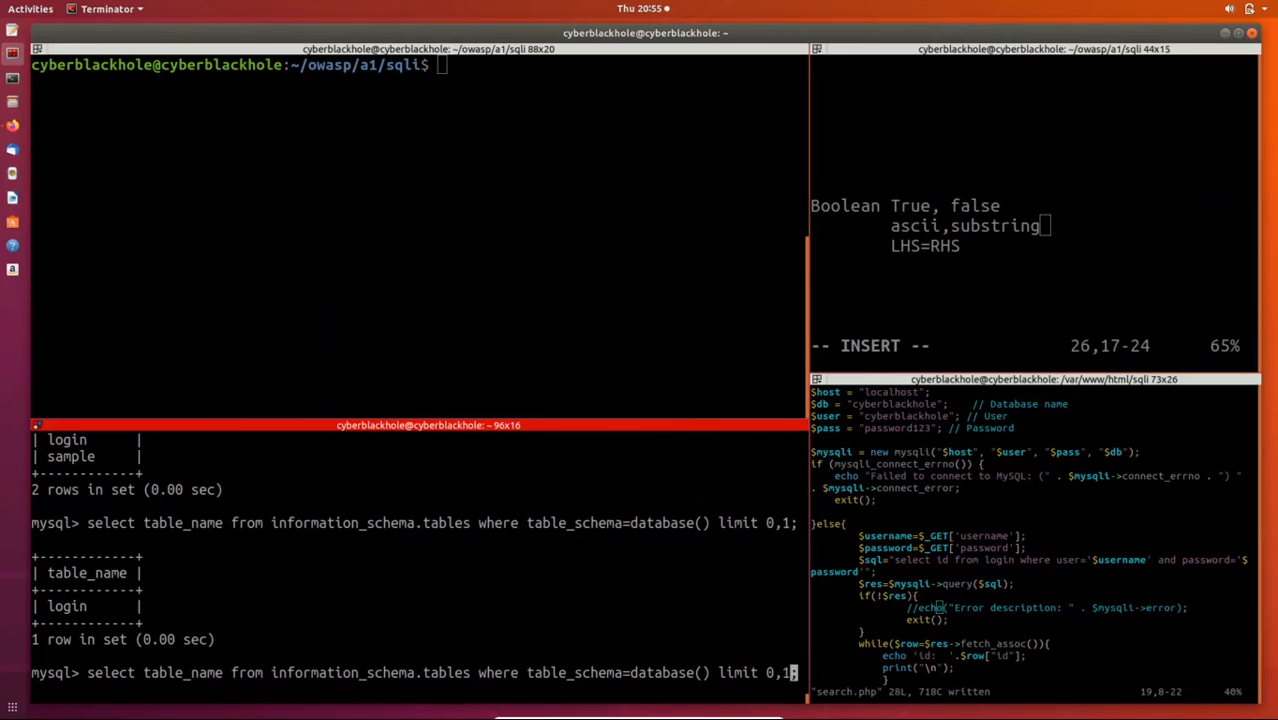 Activities Terminator Thu 20:55
cyberblackhole@cyberblackhole: ~
cyberblackhole@cyberblackhole: ~/owasp/a1/sqli 88x20
cyberblackhole@cyberblackhole:~/owasp/a1/sqli$
cyberblackhole@cyberblackhole: ~/owasp/a1/sqli 44x15
Boolean True, false
ascii,substring
LHS=RHS
-- INSERT -- 26,17-24 65%
cyberblackhole@cyberblackhole: ~ 96x16
| login |
| sample |
+------------+
2 rows in set (0.00 sec)
mysql> select table_name from information_schema.tables where table_schema=database() limit 0,1;
+------------+
| table_name |
+------------+
| login |
+------------+
1 row in set (0.00 sec)
mysql> select table_name from information_schema.tables where table_schema=database() limit 0,1;
cyberblackhole@cyberblackhole: /var/www/html/sqli 73x26
$host = "localhost";
$db = "cyberblackhole"; // Database name
$user = "cyberblackhole"; // User
$pass = "password123"; // Password
$mysqli = new mysqli("$host", "$user", "$pass", "$db");
if (mysqli_connect_errno()) {
echo "Failed to connect to MySQL: (" . $mysqli->connect_errno . ") "
. $mysqli->connect_error;
exit();
}else{
$username=$_GET['username'];
$password=$_GET['password'];
$sql="select id from login where user='$username' and password='$
password'";
$res=$mysqli->query($sql);
if(!$res){
//echo("Error description: " . $mysqli->error);
exit();
}
while($row=$res->fetch_assoc()){
echo 'id: '.$row["id"];
print("\n");
}
"search.php" 28L, 718C written 19,8-22 40%